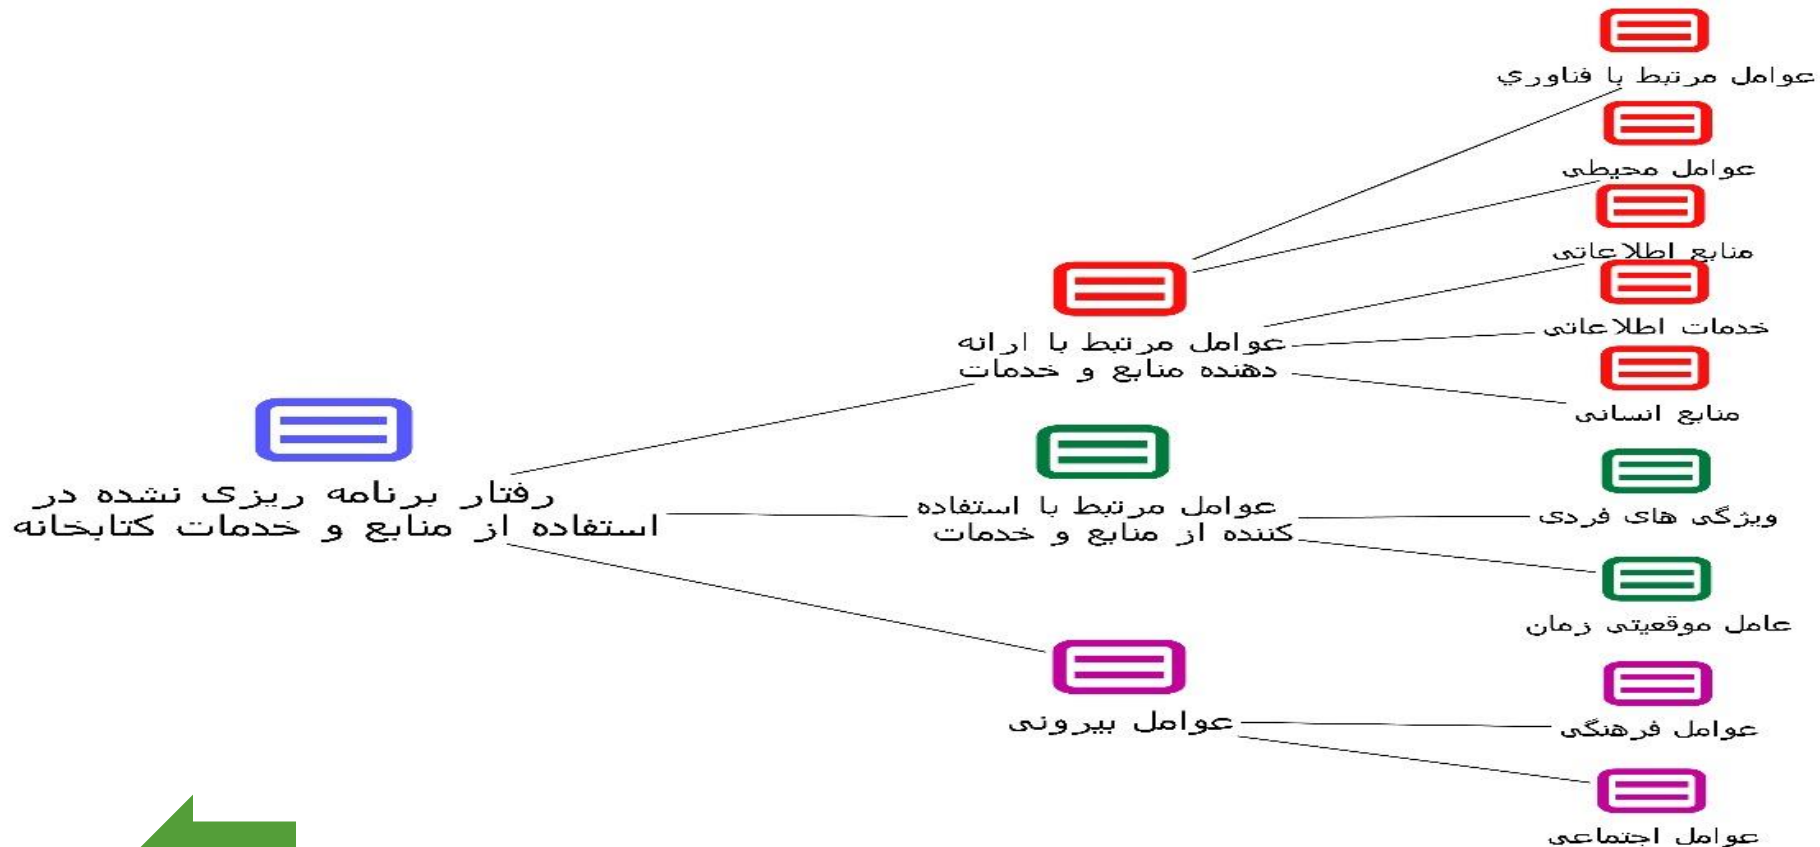 عوامل مرتبط با فناوري
عوامل محیطی
منابع اطلاعاتی
خدمات اطلاعاتی
منابع انسانی
عوامل مرتبط با ارائه
دهنده منابع و خدمات
رفتار برنامه ریزی نشده در
استفاده از منابع و خدمات کتابخانه
عوامل مرتبط با استفاده
کننده از منابع و خدمات
ویژگی های فردی
عامل موقعیتی زمان
عوامل بیرونی
عوامل فرهنگی
عوامل اجتماعی